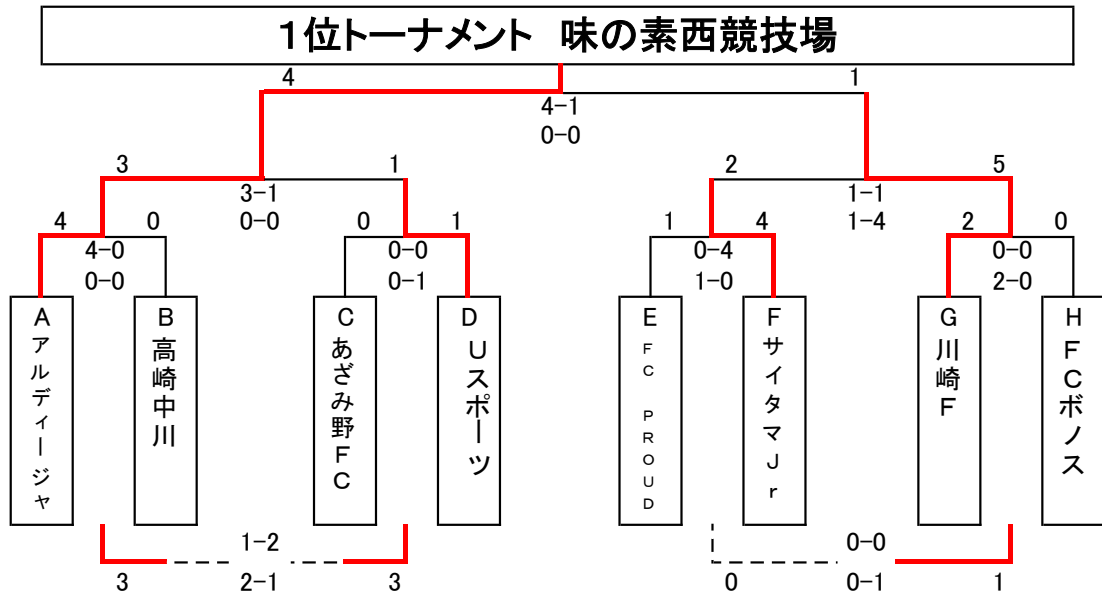 1位トーナメント　味の素西競技場
4 1
4-1
0-0
3 1 2 5
3-1 1-1
0-0 1-4
4 0 0 1 1 4 2 0
4-0 0-0 0-4 0-0
0-0 0-1 1-0 2-0
A アルディージャ
B 高崎中川
C あざみ野FC
D Uスポーツ
E FC PROUD
F サイタマJr
G 川崎F
H FCボノス
1-2 0-0
3 2-1 3 0 0-1 1